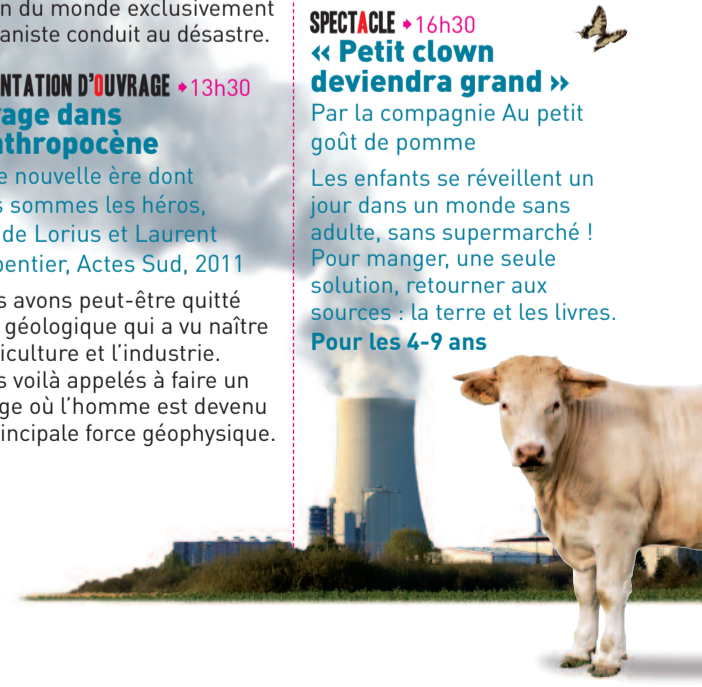 n du monde exclusivement
aniste conduit au désastre.
NTATION D'OUVRAGE 13h30
age dans
thropocène
e nouvelle ère dont
s sommes les héros,
de Lorius et Laurent
pentier, Actes Sud, 2011
s avons peut-être quitté
géologique qui a vu naître
iculture et l'industrie.
s voilà appelés à faire un
ge où l'homme est devenu
incipale force géophysique.
SPECTACLE 16h30
« Petit clown
deviendra grand »
Par la compagnie Au petit
goût de pomme
Les enfants se réveillent un
jour dans un monde sans
adulte, sans supermarché !
Pour manger, une seule
solution, retourner aux
sources : la terre et les livres.
Pour les 4-9 ans